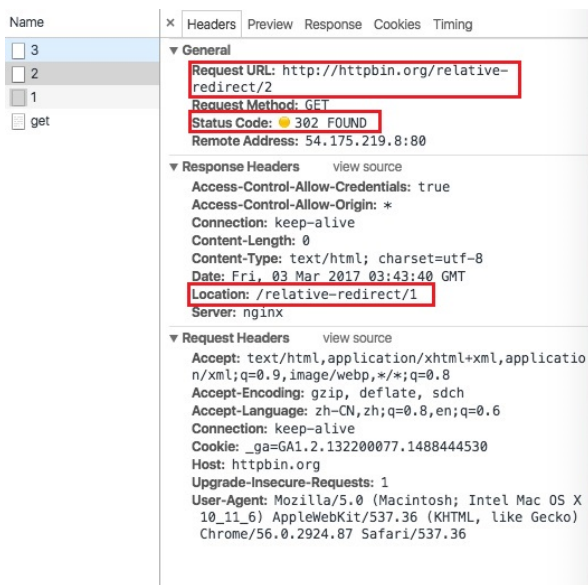 Name
3
2
1
get
× Headers Preview Response Cookies Timing
▼ General
Request URL: http://httpbin.org/relative-
redirect/2
Request Method: GET
Status Code: 302 FOUND
Remote Address: 54.175.219.8:80
▼ Response Headers view source
Access-Control-Allow-Credentials: true
Access-Control-Allow-Origin: *
Connection: keep-alive
Content-Length: 0
Content-Type: text/html; charset=utf-8
Date: Fri, 03 Mar 2017 03:43:40 GMT
Location: /relative-redirect/1
Server: nginx
▼ Request Headers view source
Accept: text/html,application/xhtml+xml,applicatio
n/xml;q=0.9,image/webp,*/*;q=0.8
Accept-Encoding: gzip, deflate, sdch
Accept-Language: zh-CN,zh;q=0.8,en;q=0.6
Connection: keep-alive
Cookie: _ga=GA1.2.132200077.1488444530
Host: httpbin.org
Upgrade-Insecure-Requests: 1
User-Agent: Mozilla/5.0 (Macintosh; Intel Mac OS X
10_11_6) AppleWebKit/537.36 (KHTML, like Gecko)
Chrome/56.0.2924.87 Safari/537.36